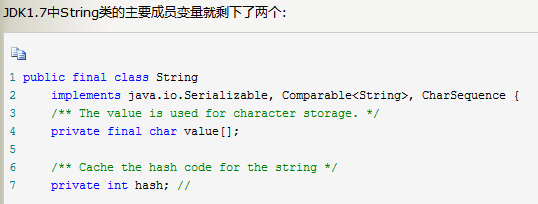 JDK1.7中String类的主要成员变量就剩下了两个：
1 public final class String
2     implements java.io.Serializable, Comparable<String>, CharSequence {
3     /** The value is used for character storage. */
4     private final char value[];
5
6     /** Cache the hash code for the string */
7     private int hash; //